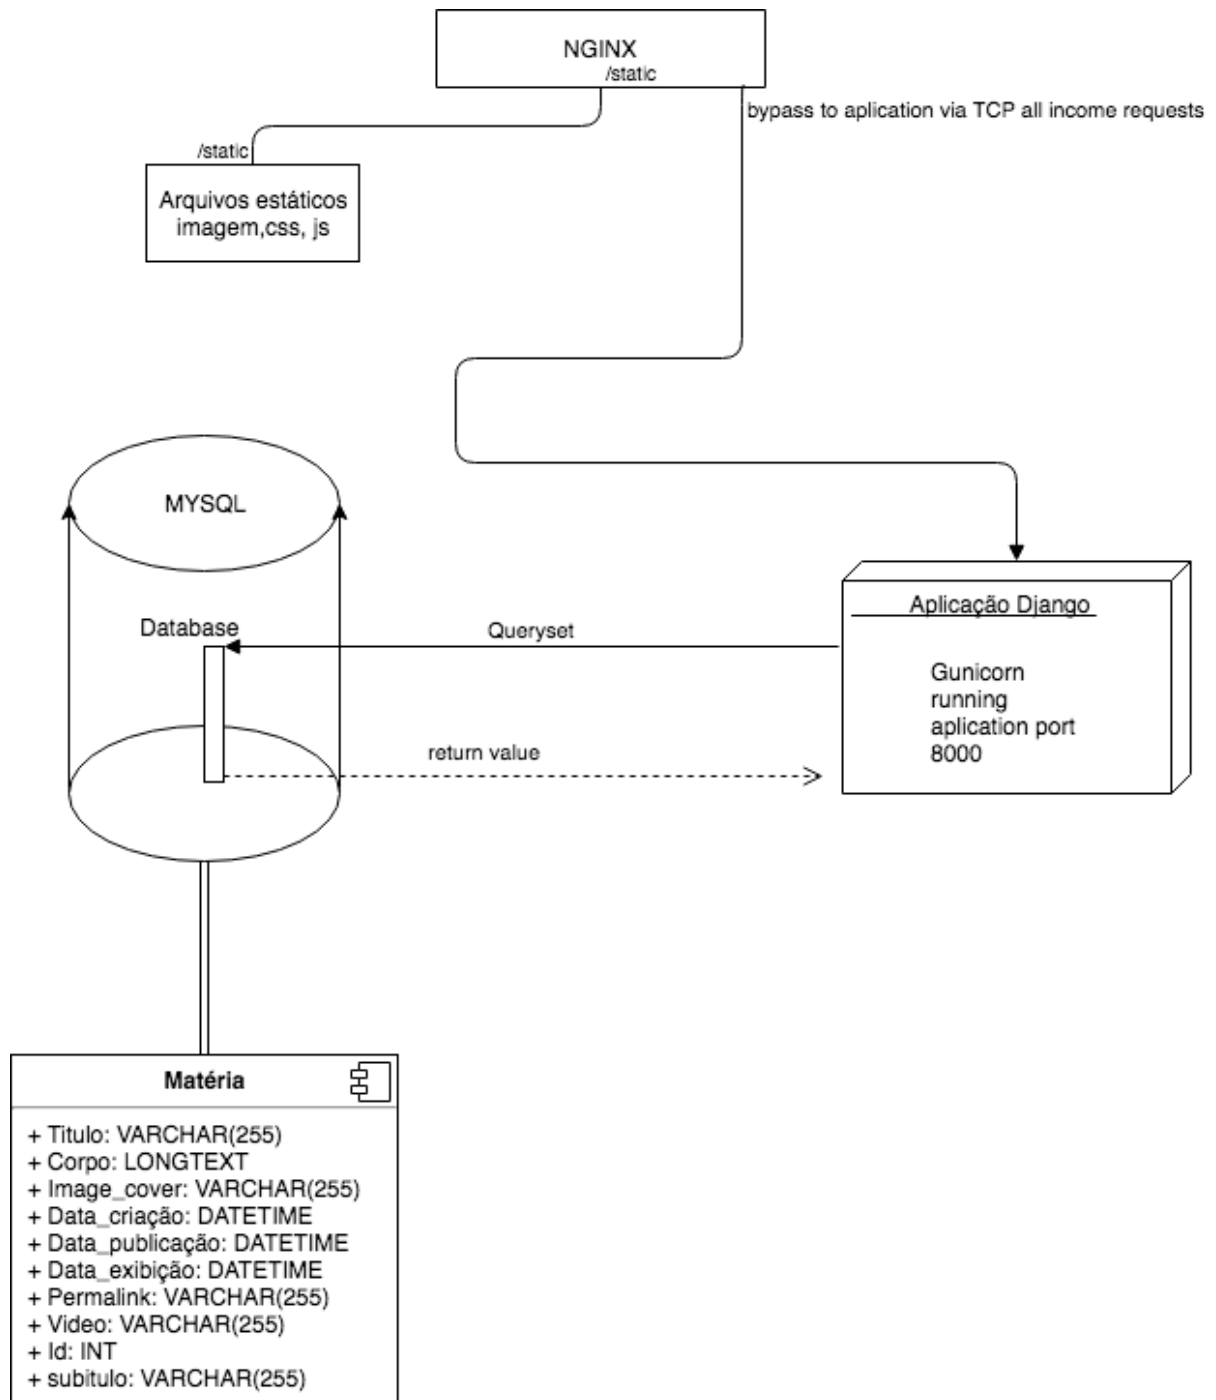 NGINX
/static
bypass to aplication via TCP all income requests
/static
Arquivos estáticos
imagem,css, js
MYSQL
Database
Queryset
return value
Aplicação Django
Gunicorn
running
aplication port
8000
Matéria
+ Titulo: VARCHAR(255)
+ Corpo: LONGTEXT
+ Image_cover: VARCHAR(255)
+ Data_criação: DATETIME
+ Data_publicação: DATETIME
+ Data_exibição: DATETIME
+ Permalink: VARCHAR(255)
+ Video: VARCHAR(255)
+ Id: INT
+ subitulo: VARCHAR(255)